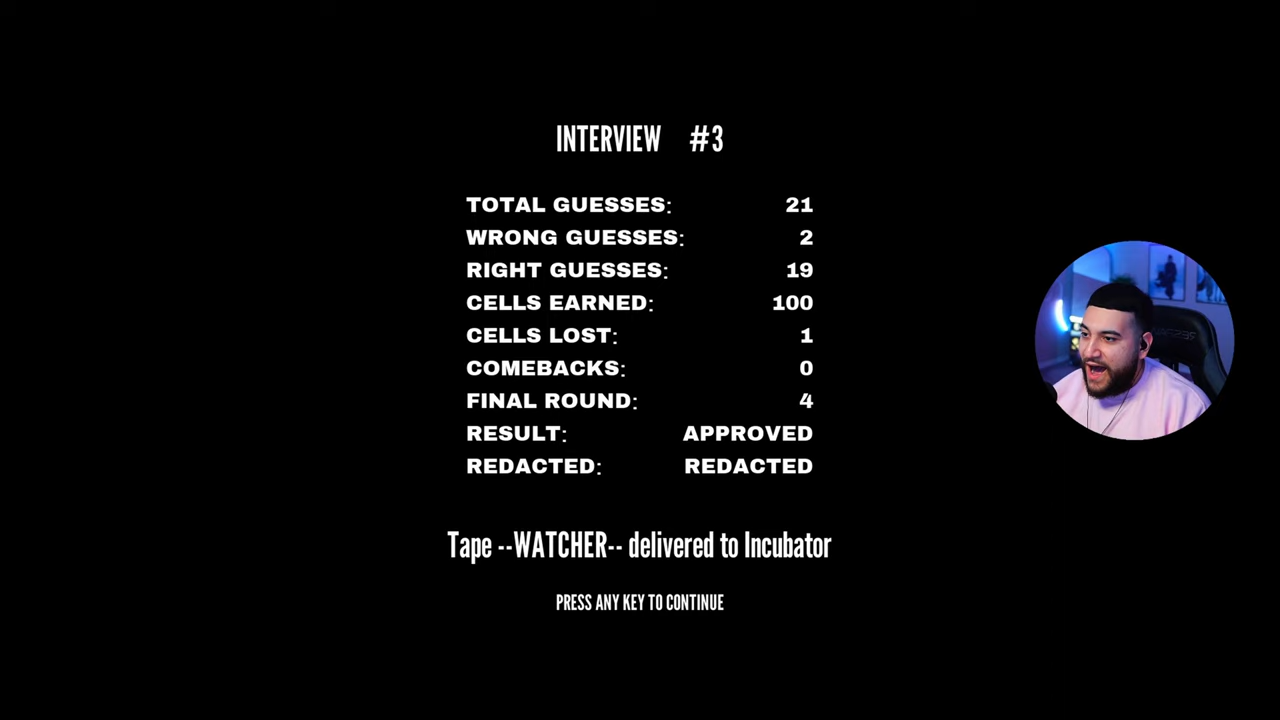 INTERVIEW #3
TOTAL GUESSES: 21
WRONG GUESSES: 2
RIGHT GUESSES: 19
CELLS EARNED: 100
CELLS LOST: 1
COMEBACKS: 0
FINAL ROUND: 4
RESULT: APPROVED
REDACTED: REDACTED
Tape --WATCHER-- delivered to Incubator
PRESS ANY KEY TO CONTINUE